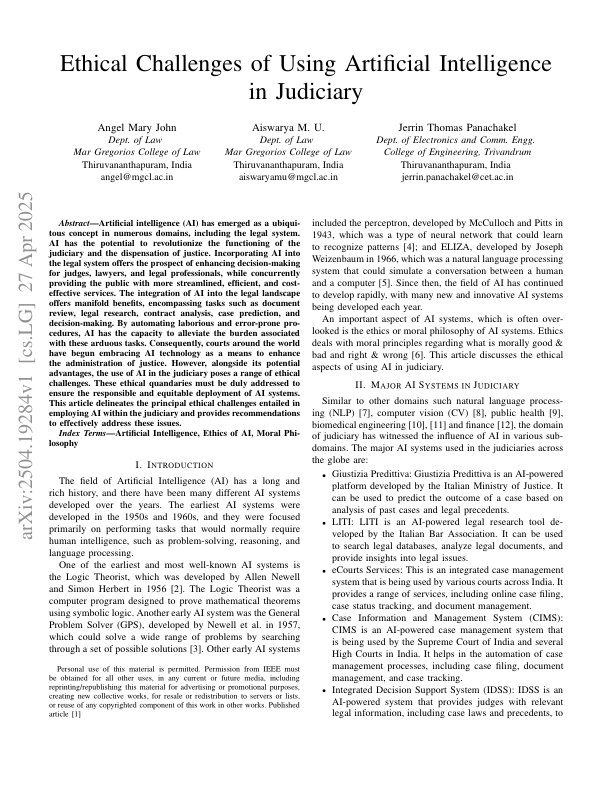 Ethical Challenges of Using Artificial Intelligence
in Judiciary
Angel Mary John
Dept. of Law
Mar Gregorios College of Law
Thiruvananthapuram, India
angel@mgcl.ac.in
Aiswarya M. U.
Dept. of Law
Mar Gregorios College of Law
Thiruvananthapuram, India
aiswaryamu@mgcl.ac.in
Jerrin Thomas Panachakel
Dept. of Electronics and Comm. Engg.
College of Engineering, Trivandrum
Thiruvananthapuram, India
jerrin.panachakel@cet.ac.in
arXiv:2504.19284v1 [cs.LG] 27 Apr 2025
Abstract—Artificial intelligence (AI) has emerged as a ubiqui-
tous concept in numerous domains, including the legal system.
AI has the potential to revolutionize the functioning of the
judiciary and the dispensation of justice. Incorporating AI into
the legal system offers the prospect of enhancing decision-making
for judges, lawyers, and legal professionals, while concurrently
providing the public with more streamlined, efficient, and cost-
effective services. The integration of AI into the legal landscape
offers manifold benefits, encompassing tasks such as document
review, legal research, contract analysis, case prediction, and
decision-making. By automating laborious and error-prone pro-
cedures, AI has the capacity to alleviate the burden associated
with these arduous tasks. Consequently, courts around the world
have begun embracing AI technology as a means to enhance
the administration of justice. However, alongside its potential
advantages, the use of AI in the judiciary poses a range of ethical
challenges. These ethical quandaries must be duly addressed to
ensure the responsible and equitable deployment of AI systems.
This article delineates the principal ethical challenges entailed in
employing AI within the judiciary and provides recommendations
to effectively address these issues.
Index Terms—Artificial Intelligence, Ethics of AI, Moral Phi-
losophy
I. Introduction
The field of Artificial Intelligence (AI) has a long and
rich history, and there have been many different AI systems
developed over the years. The earliest AI systems were
developed in the 1950s and 1960s, and they were focused
primarily on performing tasks that would normally require
human intelligence, such as problem-solving, reasoning, and
language processing.
One of the earliest and most well-known AI systems is
the Logic Theorist, which was developed by Allen Newell
and Simon Herbert in 1956 [2]. The Logic Theorist was a
computer program designed to prove mathematical theorems
using symbolic logic. Another early AI system was the General
Problem Solver (GPS), developed by Newell et al. in 1957,
which could solve a wide range of problems by searching
through a set of possible solutions [3]. Other early AI systems
Personal use of this material is permitted. Permission from IEEE must
be obtained for all other uses, in any current or future media, including
reprinting/republishing this material for advertising or promotional purposes,
creating new collective works, for resale or redistribution to servers or lists,
or reuse of any copyrighted component of this work in other works. Published
article [1]
included the perceptron, developed by McCulloch and Pitts in
1943, which was a type of neural network that could learn
to recognize patterns [4]; and ELIZA, developed by Joseph
Weizenbaum in 1966, which was a natural language processing
system that could simulate a conversation between a human
and a computer [5]. Since then, the field of AI has continued
to develop rapidly, with many new and innovative AI systems
being developed each year.
An important aspect of AI systems, which is often over-
looked is the ethics or moral philosophy of AI systems. Ethics
deals with moral principles regarding what is morally good &
bad and right & wrong [6]. This article discusses the ethical
aspects of using AI in judiciary.
II. Major AI Systems in Judiciary
Similar to other domains such natural language process-
ing (NLP) [7], computer vision (CV) [8], public health [9],
biomedical engineering [10], [11] and finance [12], the domain
of judiciary has witnessed the influence of AI in various sub-
domains. The major AI systems used in the judiciaries across
the globe are:
• Giustizia Predittiva: Giustizia Predittiva is an AI-powered
platform developed by the Italian Ministry of Justice. It
can be used to predict the outcome of a case based on
analysis of past cases and legal precedents.
• LITI: LITI is an AI-powered legal research tool de-
veloped by the Italian Bar Association. It can be used
to search legal databases, analyze legal documents, and
provide insights into legal issues.
• eCourts Services: This is an integrated case management
system that is being used by various courts across India. It
provides a range of services, including online case filing,
case status tracking, and document management.
• Case Information and Management System (CIMS):
CIMS is an AI-powered case management system that
is being used by the Supreme Court of India and several
High Courts in India. It helps in the automation of case
management processes, including case filing, document
management, and case tracking.
• Integrated Decision Support System (IDSS): IDSS is an
AI-powered system that provides judges with relevant
legal information, including case laws and precedents, to